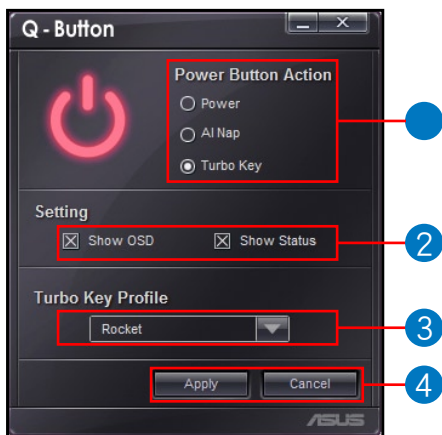 Q - Button
Power Button Action
Power
AI Nap
Turbo Key
Setting
Show OSD Show Status
2
Turbo Key Profile
Rocket
3
Apply Cancel
4
ASUS